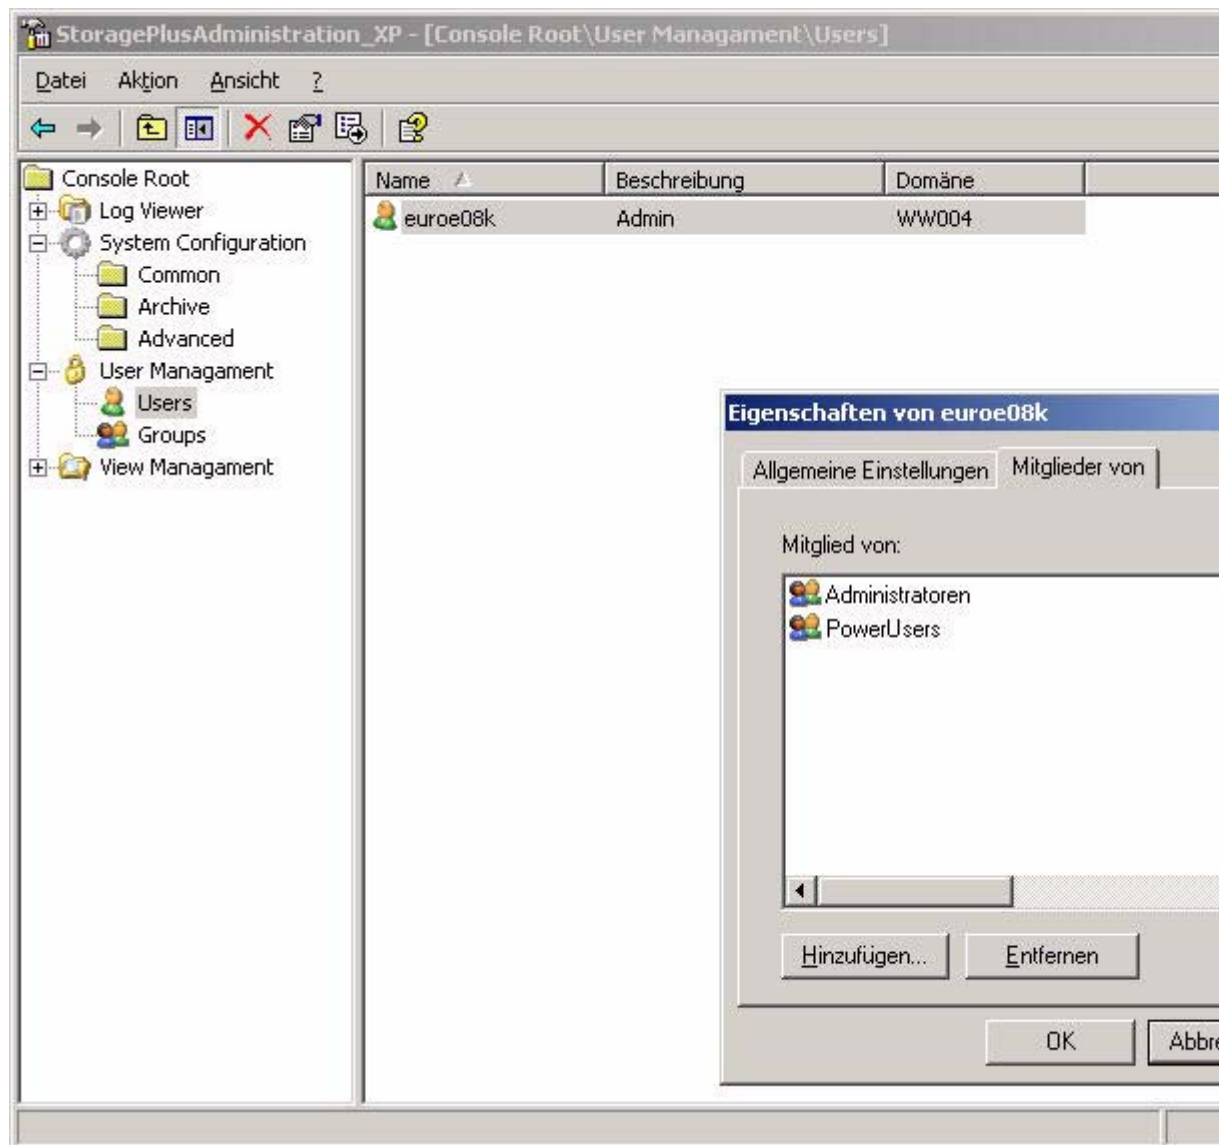 StoragePlusAdministration_XP - [Console Root\User Managament\Users]
Datei Aktion Ansicht ?
Console Root
Log Viewer
System Configuration
Common
Archive
Advanced
User Managament
Users
Groups
View Managament
Name Beschreibung Domäne
euroe08k Admin WW004
Eigenschaften von euroe08k
Allgemeine Einstellungen Mitglieder von
Mitglied von:
Administratoren
PowerUsers
Hinzufügen... Entfernen
OK Abbre